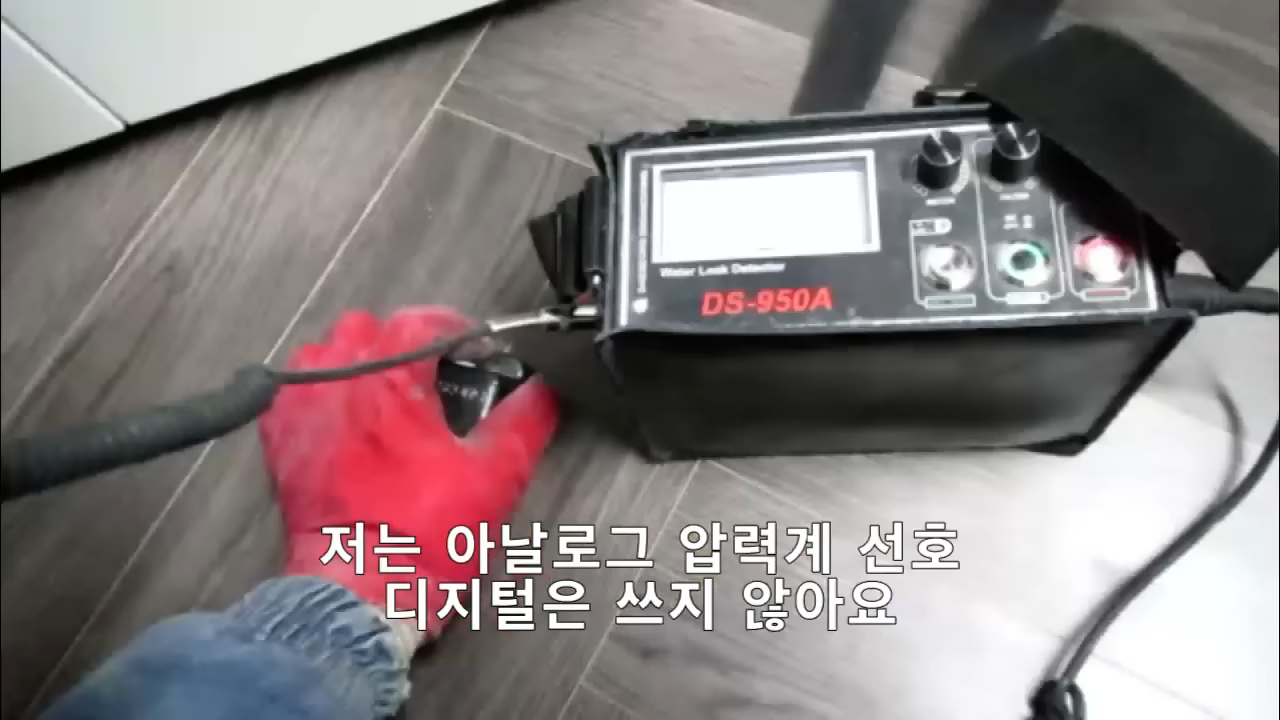 Water Leak Detector
DS-950A
저는 아날로그 압력계 선호
디지털은 쓰지 않아요